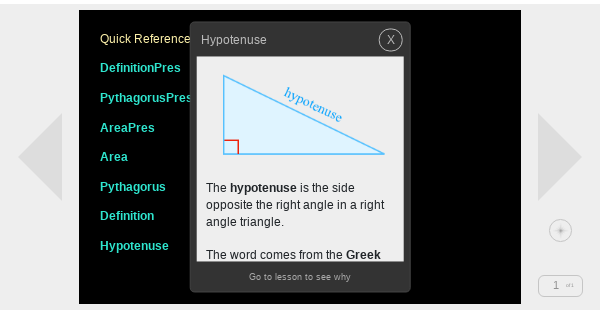 Quick Reference
DefinitionPres
PythagorusPres
AreaPres
Area
Pythagorus
Definition
Hypotenuse
Hypotenuse
X
hypotenuse
The hypotenuse is the side
opposite the right angle in a right
angle triangle.
The word comes from the Greek
Go to lesson to see why
1